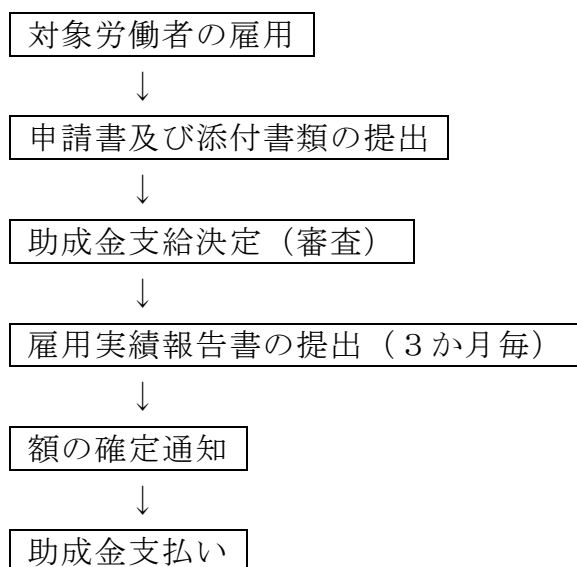 対象労働者の雇用
↓
申請書及び添付書類の提出
↓
助成金支給決定（審査）
↓
雇用実績報告書の提出（３か月毎）
↓
額の確定通知
↓
助成金支払い